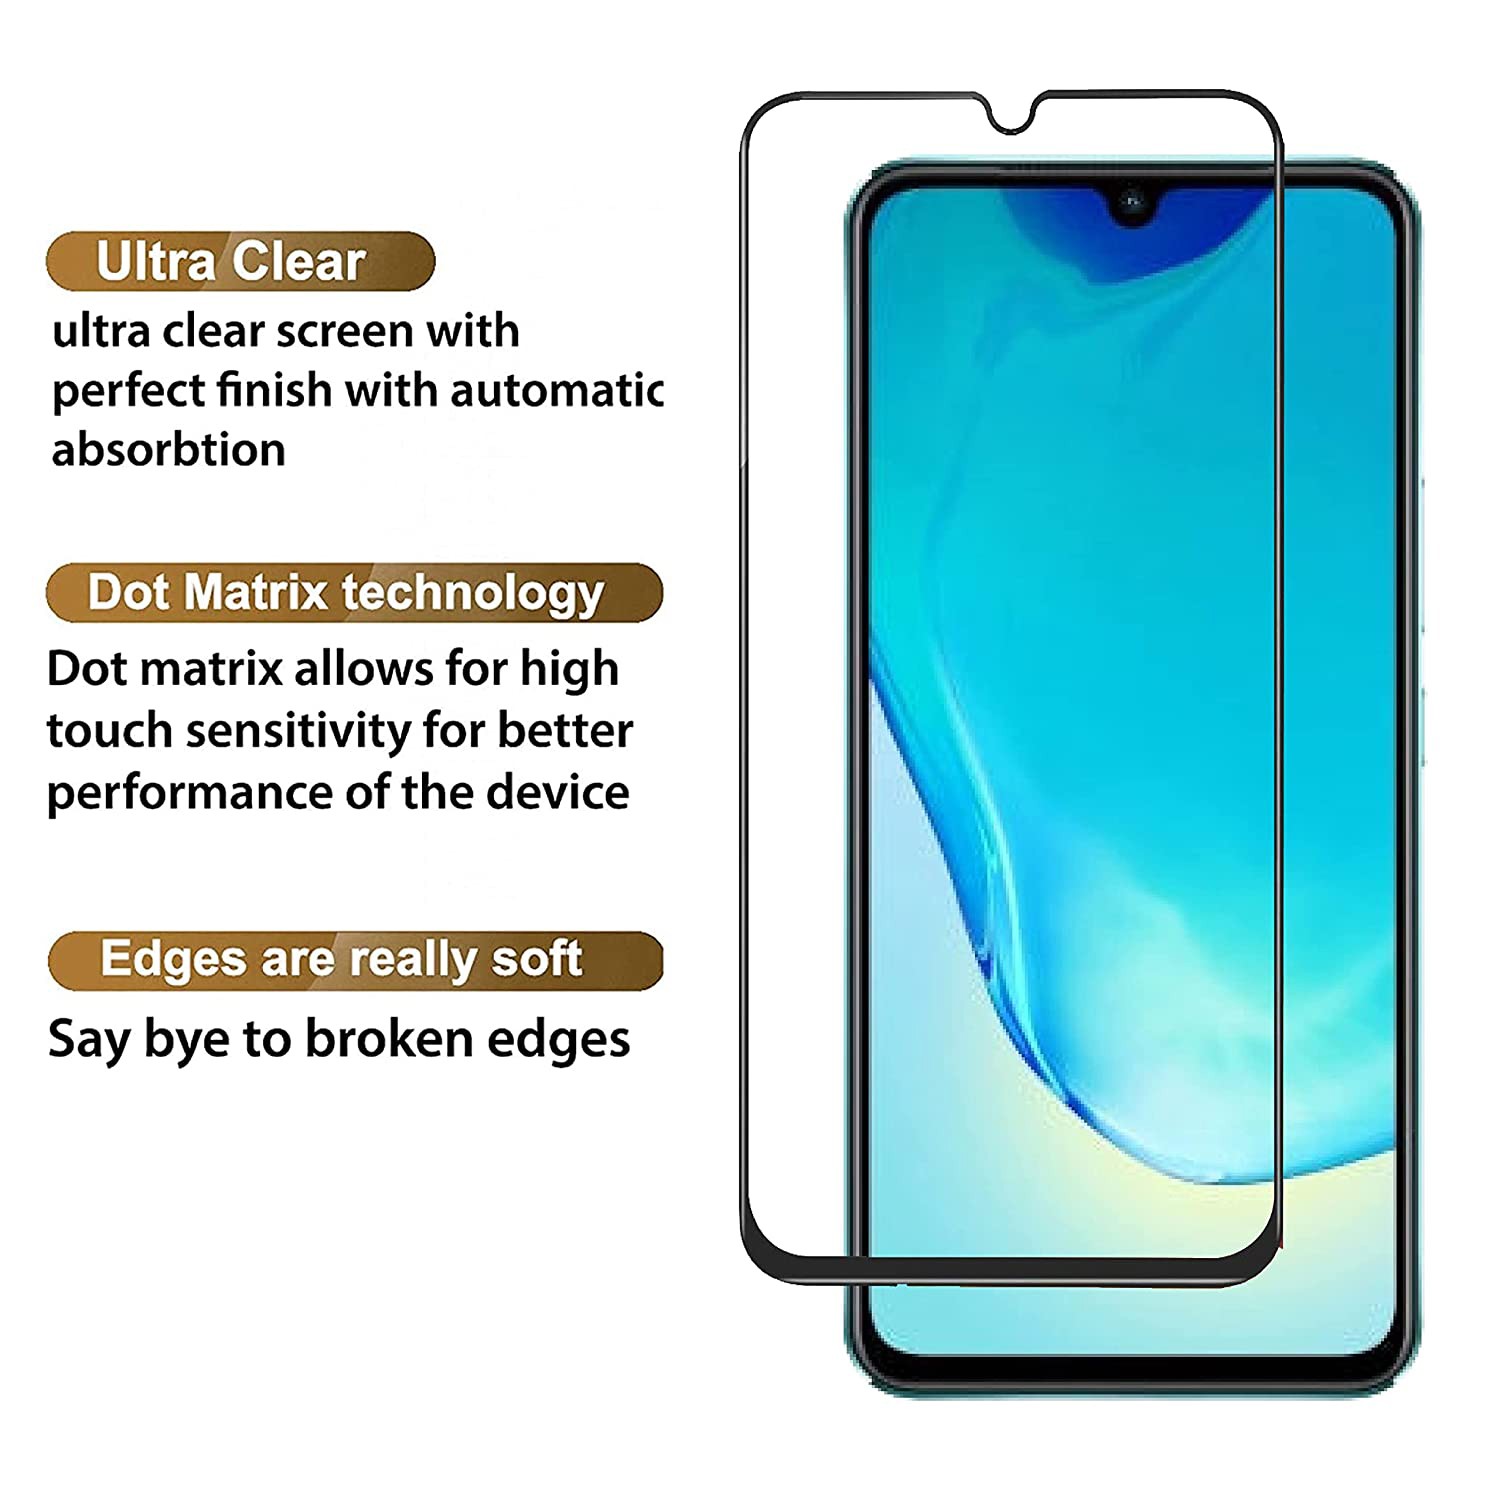 Ultra Clear
ultra clear screen with
perfect finish with automatic
absorbtion
Dot Matrix technology
Dot matrix allows for high
touch sensitivity for better
performance of the device
Edges are really soft
Say bye to broken edges